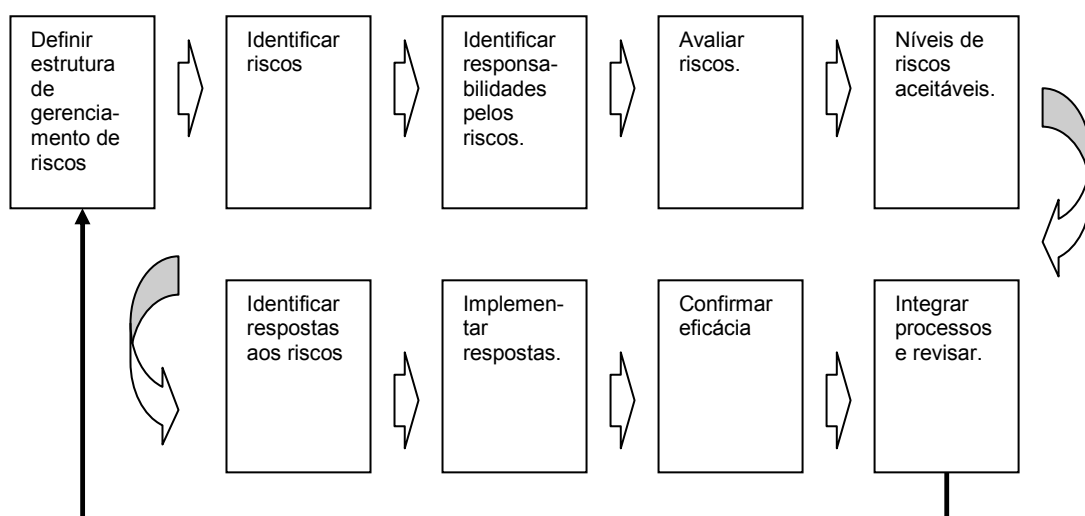 Definir
estrutura
de
gerencia-
mento de
riscos
Identificar
riscos
Identificar
responsa-
bilidades
pelos
riscos.
Avaliar
riscos.
Níveis de
riscos
aceitáveis.
Identificar
respostas
aos riscos
Implemen-
tar
respostas.
Confirmar
eficácia
Integrar
processos
e revisar.